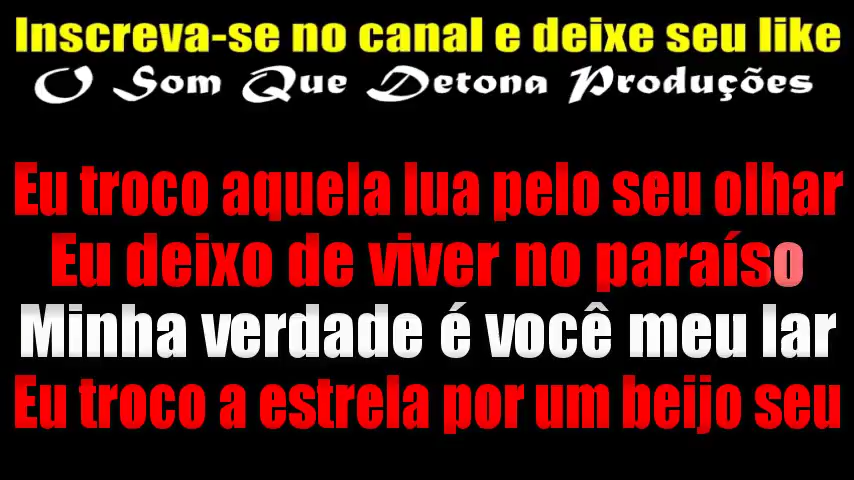 Inscreva-se no canal e deixe seu like
O Som Que Detona Produções
Eu troco aquela lua pelo seu olhar
Eu deixo de viver no paraíso
Minha verdade é você meu lar
Eu troco a estrela por um beijo seu